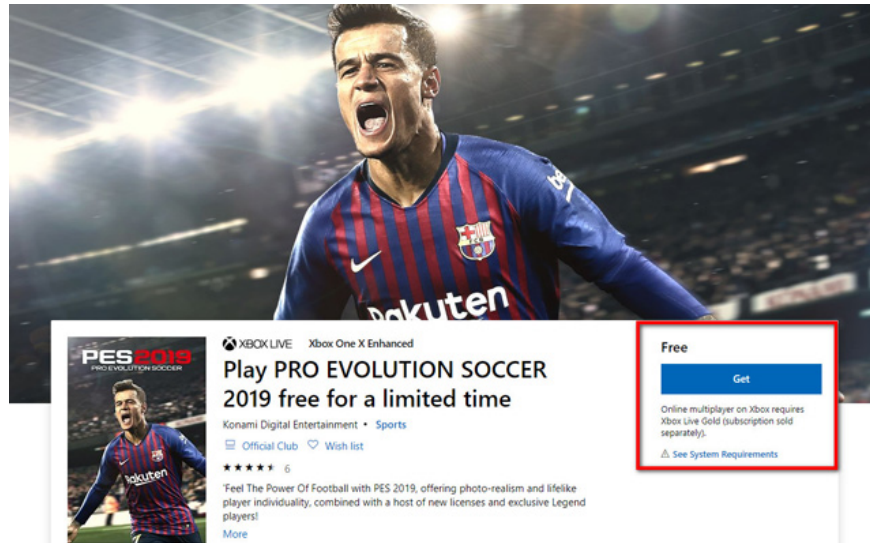 beko
FCB
Rakuten
PES2019
PRO EVOLUTION SOCCER
Rakuten
XBOX LIVE Xbox One X Enhanced
Play PRO EVOLUTION SOCCER
2019 free for a limited time
Konami Digital Entertainment • Sports
Official Club Wish list
6
'Feel The Power Of Football with PES 2019, offering photo-realism and lifelike
player individuality, combined with a host of new licenses and exclusive Legend
players!
More
Free
Get
Online multiplayer on Xbox requires
Xbox Live Gold (subscription sold
separately).
See System Requirements